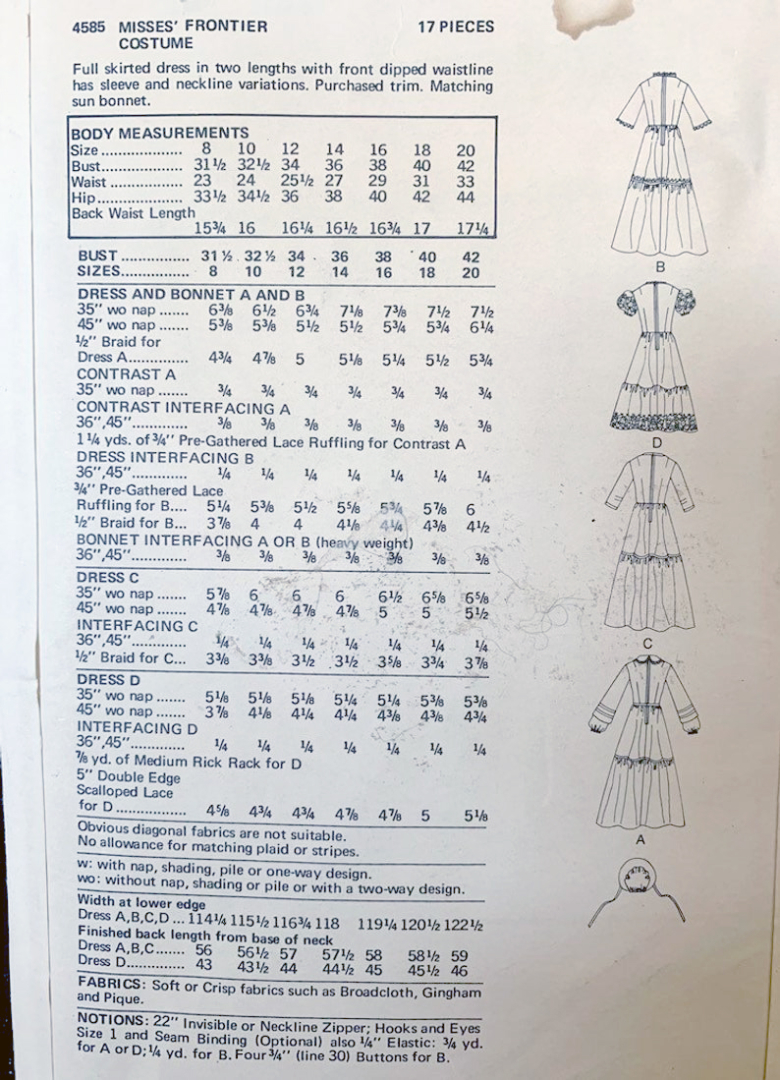 4585 MISSES' FRONTIER 17 PIECES
COSTUME
Full skirted dress in two lengths with front dipped waistline
has sleeve and neckline variations. Purchased trim. Matching
sun bonnet.
BODY MEASUREMENTS
Size .................. 8 10 12 14 16 18 20
Bust.................. 31½ 32½ 34 36 38 40 42
Waist ................ 23 24 25½ 27 29 31 33
Hip................... 33½ 34½ 36 38 40 42 44
Back Waist Length
15¾ 16 16¼ 16½ 16¾ 17 17¼
BUST ............... 31 ½ 32 ½ 34 36 38 40 42
SIZES............... 8 10 12 14 16 18 20
DRESS AND BONNET A AND B
35" wo nap ....... 6⅜ 6½ 6¾ 7⅛ 7⅜ 7½ 7½
45" wo nap ....... 5⅜ 5⅜ 5½ 5½ 5¾ 5¾ 6¼
½" Braid for
Dress A.............. 4¾ 4⅞ 5 5⅛ 5¼ 5½ 5¾
CONTRAST A
35" wo nap ....... ¾ ¾ ¾ ¾ ¾ ¾ ¾
CONTRAST INTERFACING A
36",45"............. ⅜ ⅜ ⅜ ⅜ ⅜ ⅜ ⅜
1¼ yds. of ¾" Pre-Gathered Lace Ruffling for Contrast A
DRESS INTERFACING B
36",45"............. ¼ ¼ ¼ ¼ ¼ ¼ ¼
¾" Pre-Gathered Lace
Ruffling for B.... 5¼ 5⅜ 5½ 5⅝ 5¾ 5⅞ 6
½" Braid for B... 3⅞ 4 4 4⅛ 4¼ 4⅜ 4½
BONNET INTERFACING A OR B (heavy weight)
36",45"............. ⅜ ⅜ ⅜ ⅜ ⅜ ⅜ ⅜
DRESS C
35" wo nap ....... 5⅞ 6 6 6 6½ 6⅝ 6⅝
45" wo nap ....... 4⅞ 4⅞ 4⅞ 4⅞ 5 5 5½
INTERFACING C
36",45"............. ¼ ¼ ¼ ¼ ¼ ¼ ¼
½" Braid for C... 3⅜ 3⅜ 3½ 3½ 3⅝ 3¾ 3⅞
DRESS D
35" wo nap ....... 5⅛ 5⅛ 5⅛ 5¼ 5¼ 5⅜ 5⅜
45" wo nap ....... 3⅞ 4⅛ 4¼ 4¼ 4⅜ 4⅜ 4¾
INTERFACING D
36",45"............. ¼ ¼ ¼ ¼ ¼ ¼ ¼
⅞ yd. of Medium Rick Rack for D
5" Double Edge
Scalloped Lace
for D ................. 4⅝ 4¾ 4¾ 4⅞ 4⅞ 5 5⅛
Obvious diagonal fabrics are not suitable.
No allowance for matching plaid or stripes.
w: with nap, shading, pile or one-way design.
wo: without nap, shading or pile or with a two-way design.
Width at lower edge
Dress A,B,C,D ... 114¼ 115½ 116¾ 118 119¼ 120½ 122½
Finished back length from base of neck
Dress A,B,C....... 56 56½ 57 57½ 58 58½ 59
Dress D.............. 43 43½ 44 44½ 45 45½ 46
FABRICS: Soft or Crisp fabrics such as Broadcloth, Gingham
and Pique.
NOTIONS: 22" Invisible or Neckline Zipper; Hooks and Eyes
Size 1 and Seam Binding (Optional) also ¼" Elastic: ¾ yd.
for A or D; ¼ yd. for B. Four ¾" (line 30) Buttons for B.
B
D
C
A